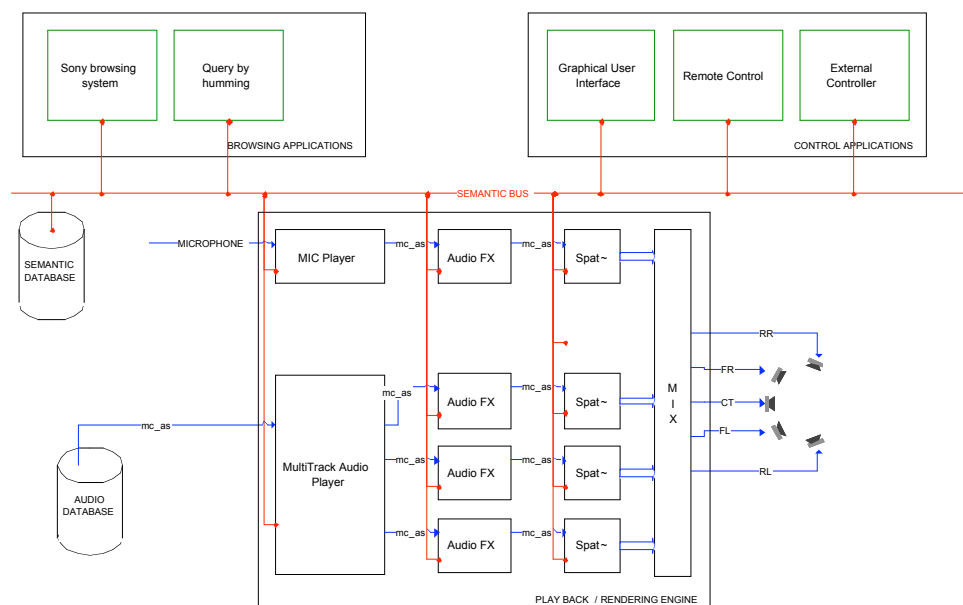 Sony browsing
system
Query by
humming
BROWSING APPLICATIONS
Graphical User
Interface
Remote Control
External
Controller
CONTROL APPLICATIONS
SEMANTIC BUS
SEMANTIC
DATABASE
MICROPHONE
MIC Player
mc_as
Audio FX
mc_as
Spat~
RR
FR
CT
FL
RL
M
I
X
mc_as
Audio FX
mc_as
Spat~
mc_as
MultiTrack Audio
Player
mc_as
Audio FX
mc_as
Spat~
AUDIO
DATABASE
mc_as
Audio FX
mc_as
Spat~
PLAY BACK / RENDERING ENGINE